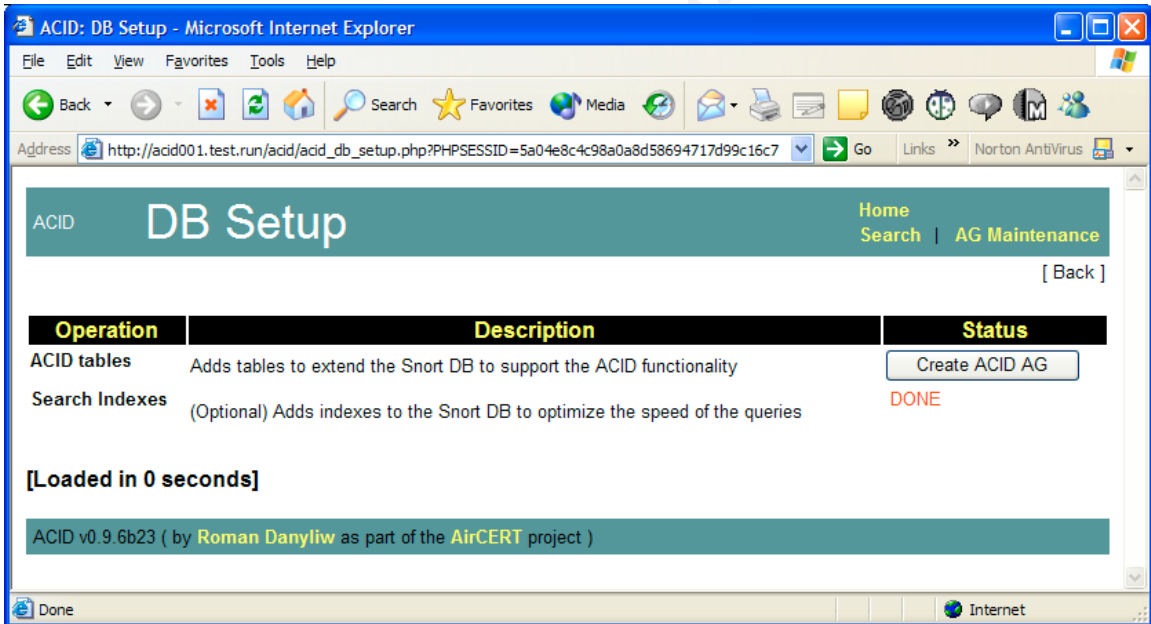 ACID: DB Setup - Microsoft Internet Explorer
File Edit View Favorites Tools Help
Back Search Favorites Media
Address http://acid001.test.run/acid/acid_db_setup.php?PHPSESSID=5a04e8c4c98a0a8d58694717d99c16c7 Go Links » Norton AntiVirus
ACID DB Setup Home
Search | AG Maintenance
[ Back ]
Operation Description Status
ACID tables Adds tables to extend the Snort DB to support the ACID functionality Create ACID AG
Search Indexes (Optional) Adds indexes to the Snort DB to optimize the speed of the queries DONE
[Loaded in 0 seconds]
ACID v0.9.6b23 ( by Roman Danyliw as part of the AirCERT project )
Done Internet